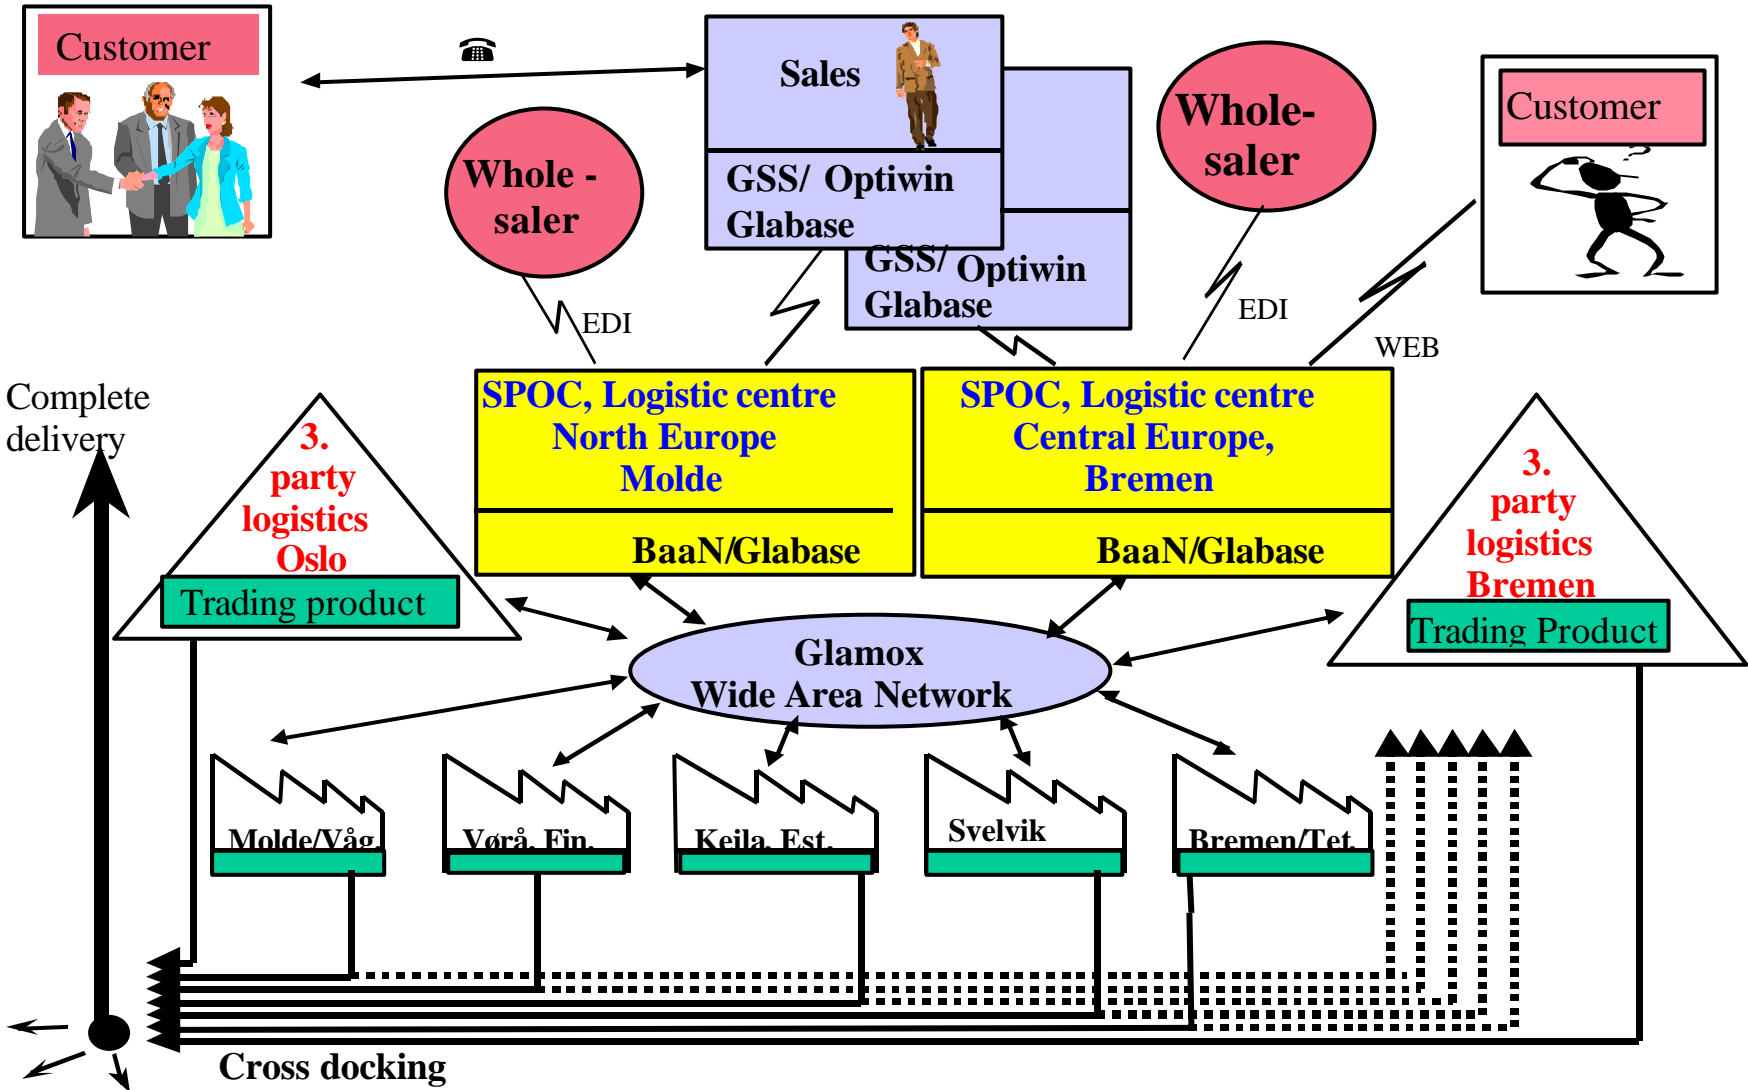 Customer
Sales
GSS/ Optiwin
Glabase
GSS/ Optiwin
Glabase
Whole -
saler
Whole-
saler
Customer
EDI
EDI
WEB
Complete
delivery
3.
party
logistics
Oslo
Trading product
SPOC, Logistic centre
North Europe
Molde
BaaN/Glabase
SPOC, Logistic centre
Central Europe,
Bremen
BaaN/Glabase
3.
party
logistics
Bremen
Trading Product
Glamox
Wide Area Network
Molde/Våg.
Vørå, Fin.
Keila, Est.
Svelvik
Bremen/Tet.
Cross docking